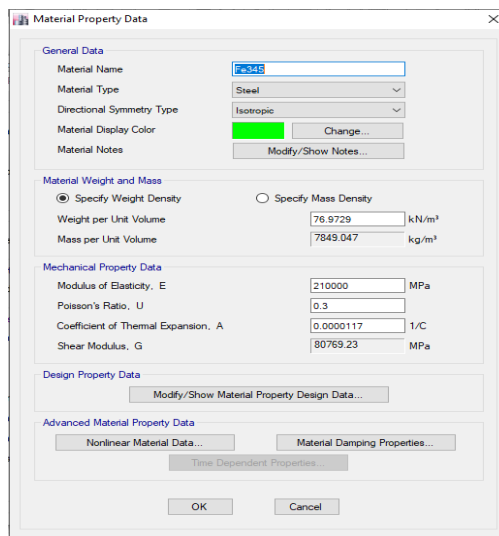 Material Property Data
General Data
Material Name Fe345
Material Type Steel
Directional Symmetry Type Isotropic
Material Display Color Change...
Material Notes Modify/Show Notes...
Material Weight and Mass
Specify Weight Density Specify Mass Density
Weight per Unit Volume 76.9729 kN/m³
Mass per Unit Volume 7849.047 kg/m³
Mechanical Property Data
Modulus of Elasticity, E 210000 MPa
Poisson's Ratio, U 0.3
Coefficient of Thermal Expansion, A 0.0000117 1/C
Shear Modulus, G 80769.23 MPa
Design Property Data
Modify/Show Material Property Design Data...
Advanced Material Property Data
Nonlinear Material Data... Material Damping Properties...
Time Dependent Properties...
OK Cancel